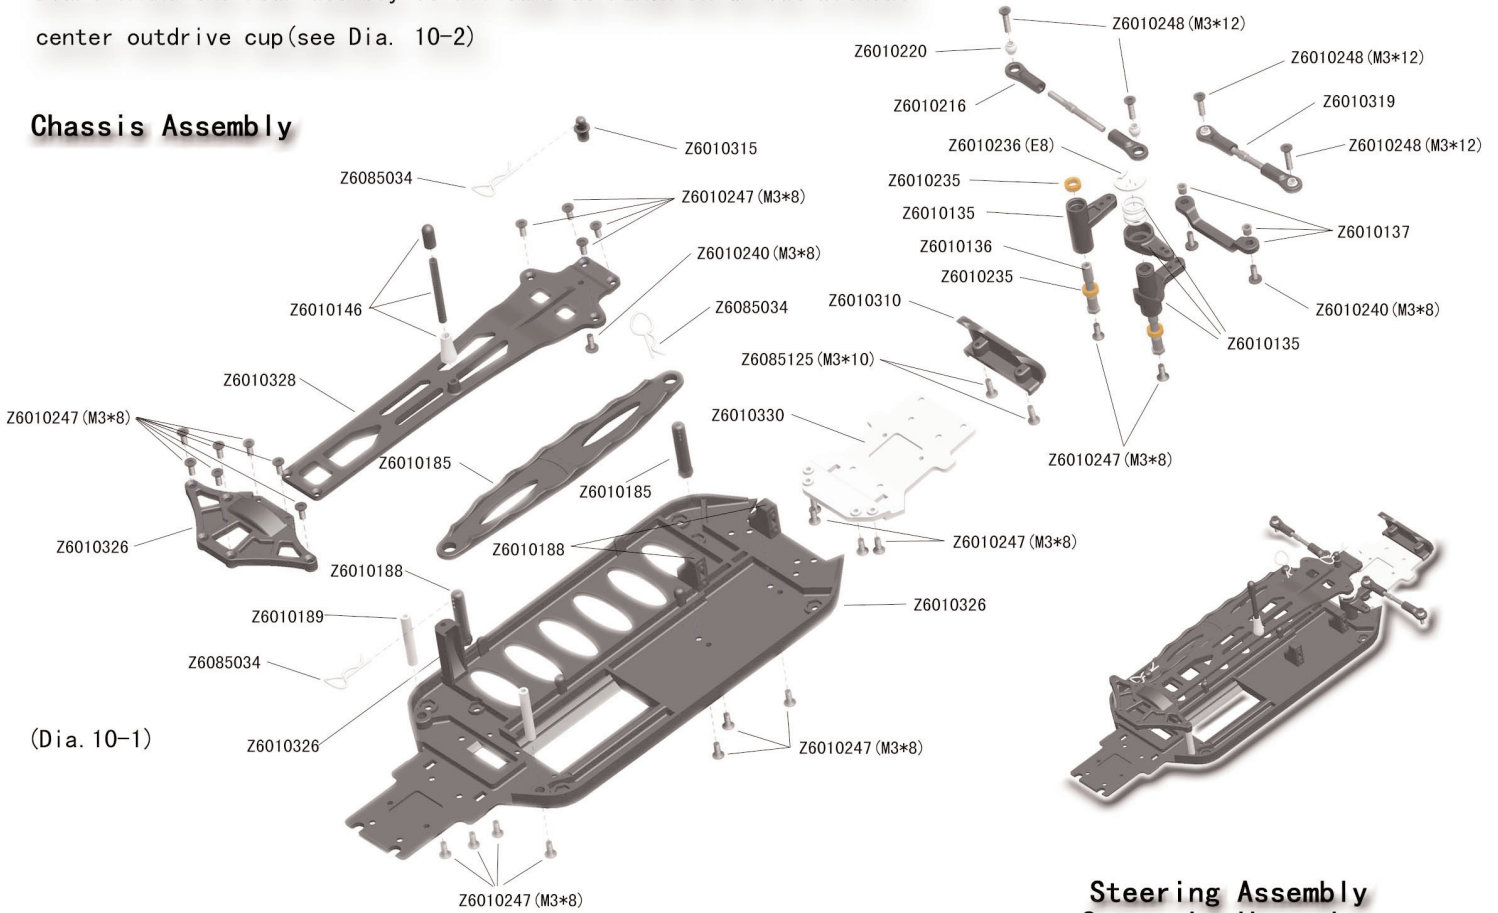 center outdrive cup(see Dia. 10-2)
Chassis Assembly
Z6010248(M3*12)
Z6010220
Z6010248(M3*12)
Z6010216
Z6010319
Z6010315
Z6010236(E8)
Z6010248(M3*12)
Z6085034
Z6010235
Z6010247(M3*8)
Z6010135
Z6010137
Z6010136
Z6010240(M3*8)
Z6010235
Z6010146
Z6085034
Z6010310
Z6010240(M3*8)
Z6010135
Z6085125(M3*10)
Z6010328
Z6010247(M3*8)
Z6010330
Z6010185
Z6010247(M3*8)
Z6010185
Z6010326
Z6010188
Z6010247(M3*8)
Z6010188
Z6010326
Z6010189
Z6085034
(Dia.10-1)
Z6010326
Z6010247(M3*8)
Z6010247(M3*8)
Steering Assembly